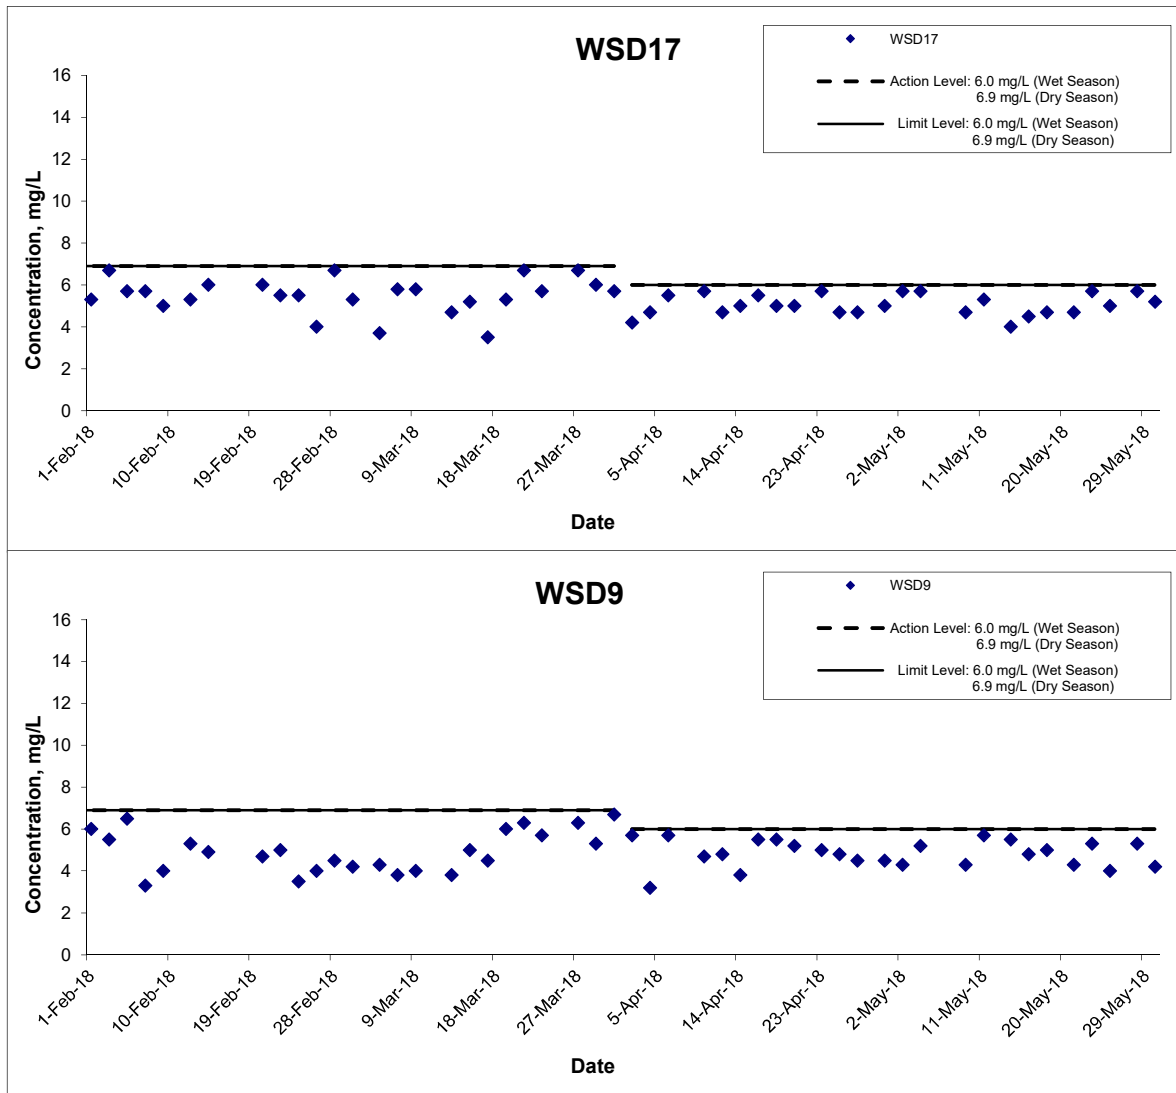 WSD17
WSD17
Action Level: 6.0 mg/L (Wet Season)
6.9 mg/L (Dry Season)
Limit Level: 6.0 mg/L (Wet Season)
6.9 mg/L (Dry Season)
Concentration, mg/L
16
14
12
10
8
6
4
2
0
1-Feb-18
10-Feb-18
19-Feb-18
28-Feb-18
9-Mar-18
18-Mar-18
27-Mar-18
5-Apr-18
14-Apr-18
23-Apr-18
2-May-18
11-May-18
20-May-18
29-May-18
Date
WSD9
WSD9
Action Level: 6.0 mg/L (Wet Season)
6.9 mg/L (Dry Season)
Limit Level: 6.0 mg/L (Wet Season)
6.9 mg/L (Dry Season)
Concentration, mg/L
16
14
12
10
8
6
4
2
0
1-Feb-18
10-Feb-18
19-Feb-18
28-Feb-18
9-Mar-18
18-Mar-18
27-Mar-18
5-Apr-18
14-Apr-18
23-Apr-18
2-May-18
11-May-18
20-May-18
29-May-18
Date